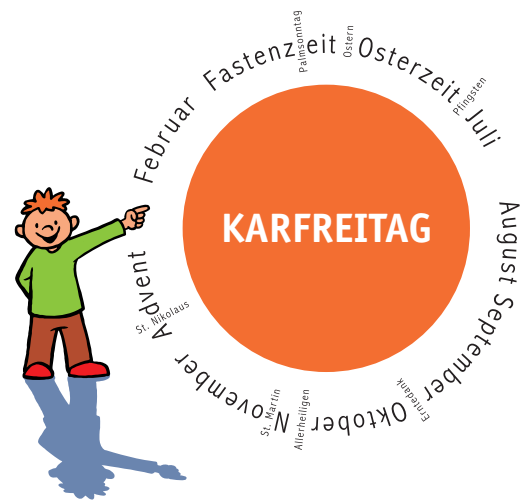 Februar
Fastenzeit
Palmsonntag
Ostern
Osterzeit
Pfingsten
Juli
August
September
Erntedank
Oktober
Allerheiligen
St. Martin
November
St. Nikolaus
Advent
KARFREITAG